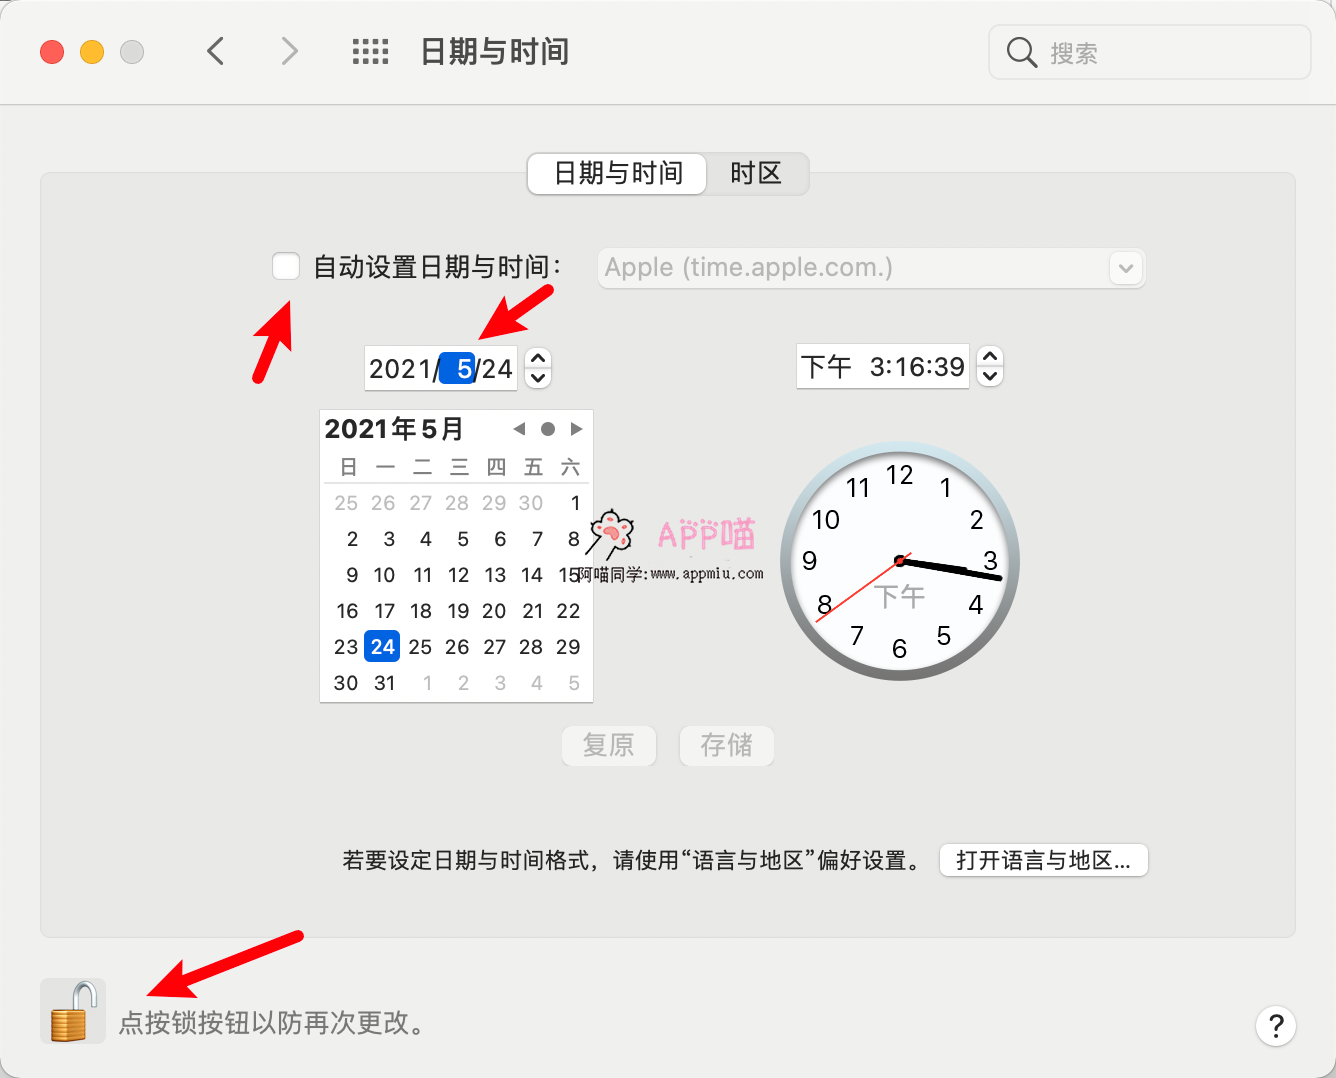 日期与时间
搜索
日期与时间 时区
自动设置日期与时间：
Apple (time.apple.com.)
2021/ 5/24
下午 3:16:39
2021年5月
日 一 二 三 四 五 六
25 26 27 28 29 30 1
2 3 4 5 6 7 8
9 10 11 12 13 14 15
16 17 18 19 20 21 22
23 24 25 26 27 28 29
30 31 1 2 3 4 5
12
11 1
10 2
9 3
8 4
7 5
6
下午
APP喵
阿喵同学:www.appmiu.com
复原 存储
若要设定日期与时间格式，请使用“语言与地区”偏好设置。
打开语言与地区...
点按锁按钮以防再次更改。
?